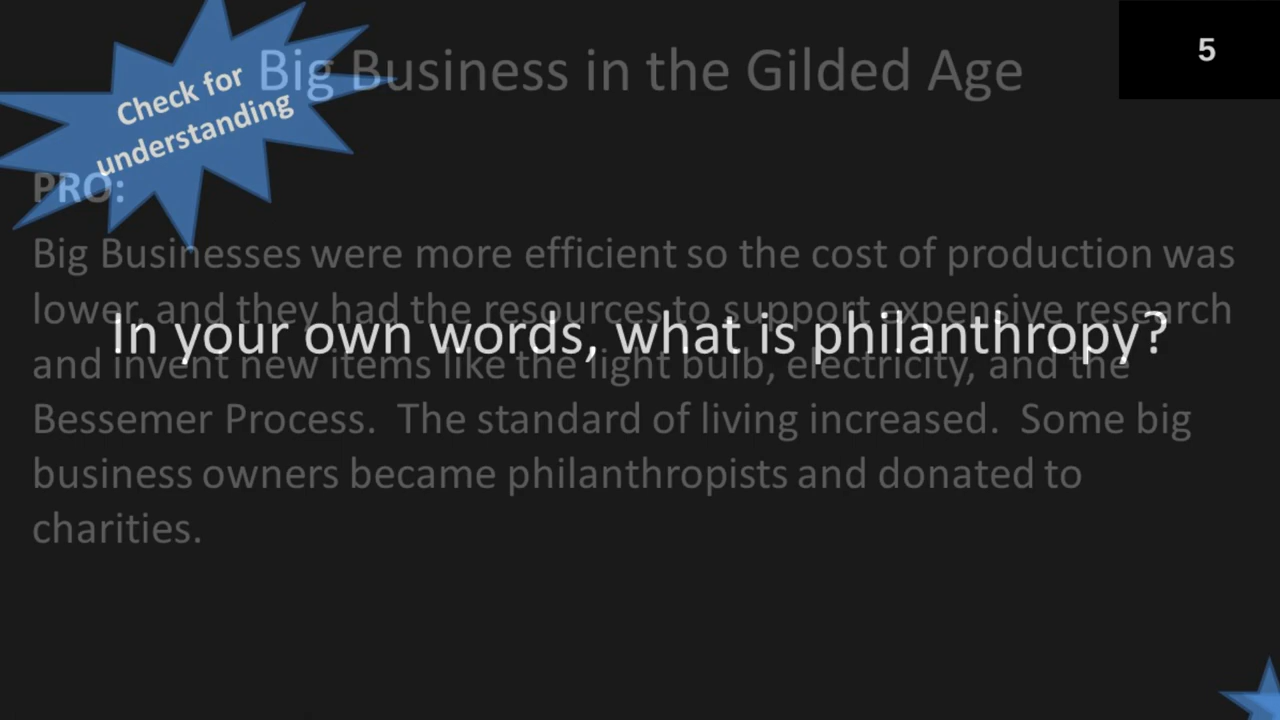 Check for
understanding
Big Business in the Gilded Age
5
PRO:
Big Businesses were more efficient so the cost of production was
lower, and they had the resources to support expensive research
In your own words, what is philanthropy?
and invent new items like the light bulb, electricity, and the
Bessemer Process. The standard of living increased. Some big
business owners became philanthropists and donated to
charities.